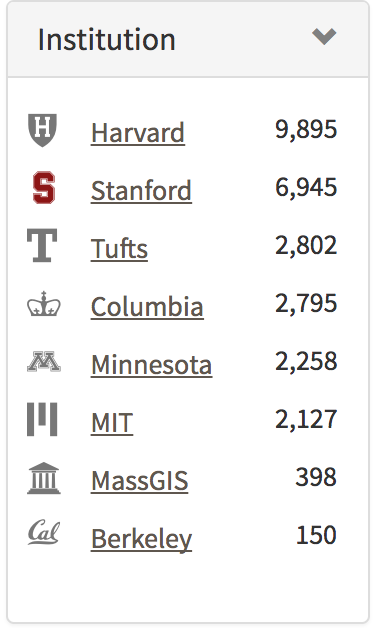 Institution
H Harvard 9,895
S Stanford 6,945
T Tufts 2,802
Columbia 2,795
M Minnesota 2,258
MIT 2,127
MassGIS 398
Cal Berkeley 150